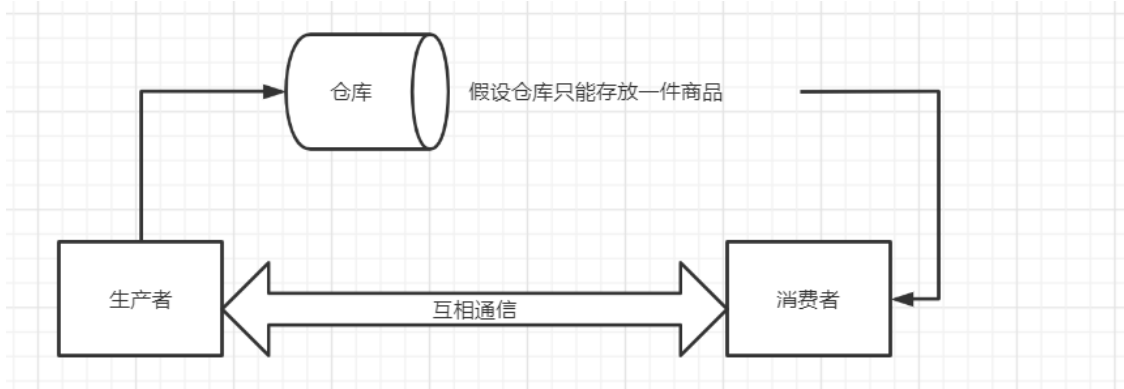 仓库
假设仓库只能存放一件商品
生产者
互相通信
消费者